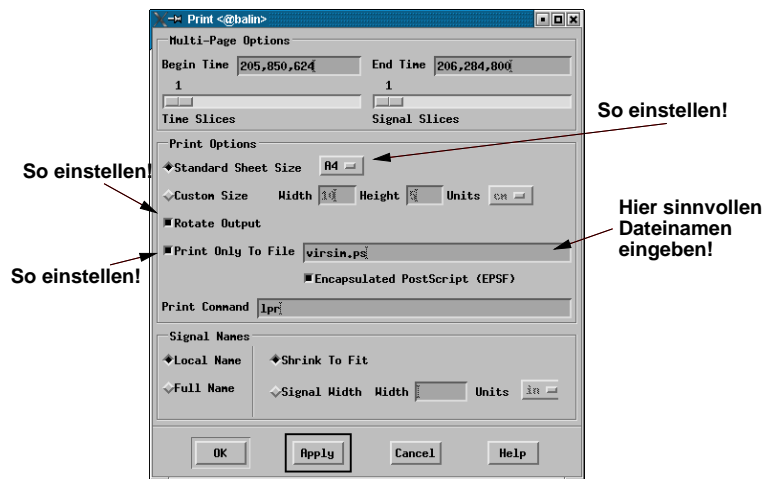 Print <@balin>
Multi-Page Options
Begin Time 205,850,624 End Time 206,284,800
1 1
Time Slices Signal Slices
So einstellen!
Print Options
Standard Sheet Size A4
So einstellen!
Custom Size Width Height Units cm
Rotate Output
Hier sinnvollen
Dateinamen
eingeben!
Print Only To File virsim.ps
So einstellen!
Encapsulated PostScript (EPSF)
Print Command lpr
Signal Names
Local Name Shrink To Fit
Full Name Signal Width Width Units in
OK Apply Cancel Help